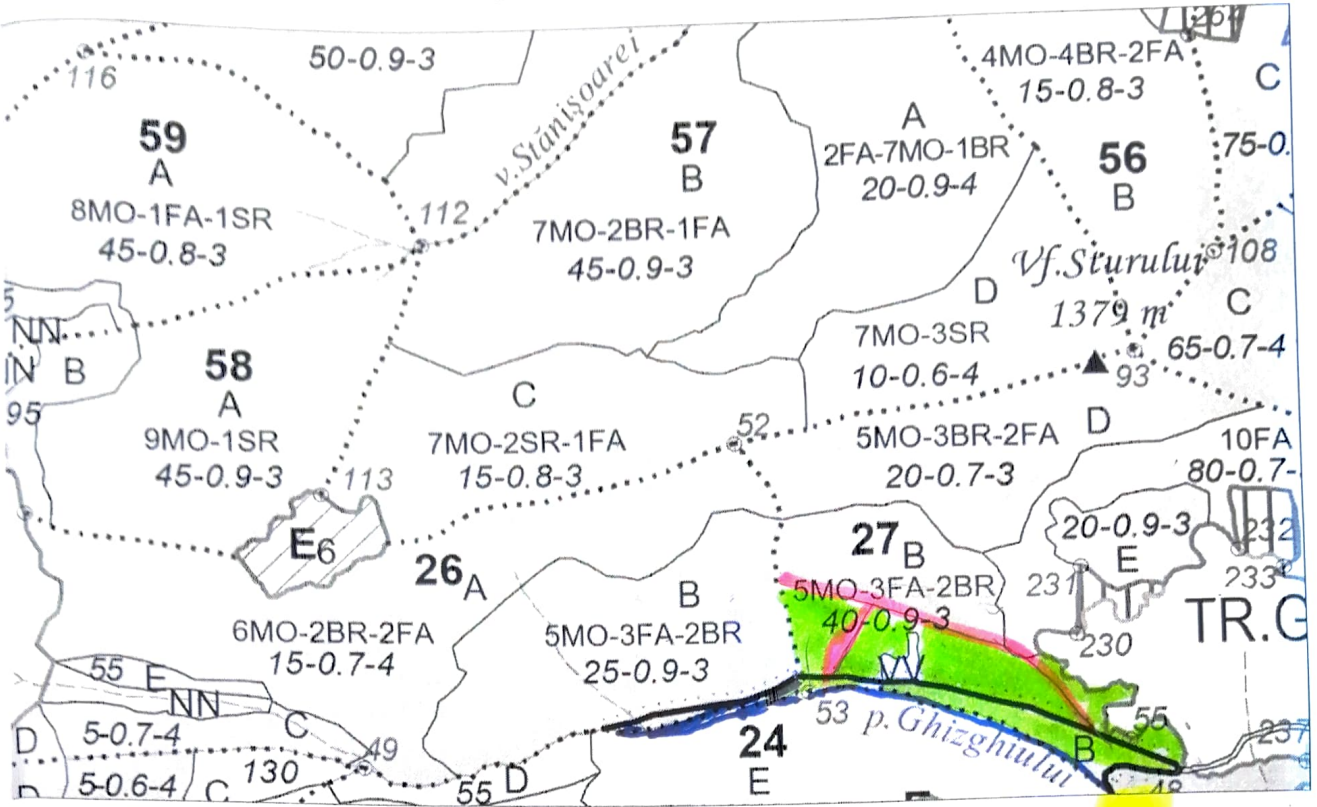 50-0.9-3
116
59
A
8MO-1FA-1SR
45-0.8-3
v.Stănișoarei
112
57
B
7MO-2BR-1FA
45-0.9-3
A
2FA-7MO-1BR
20-0.9-4
4MO-4BR-2FA
15-0.8-3
C
75-0.
56
B
Vf.Sturului
1379 m
108
C
65-0.7-4
93
D
7MO-3SR
10-0.6-4
5
NN
B
95
58
A
9MO-1SR
45-0.9-3
113
C
7MO-2SR-1FA
15-0.8-3
52
5MO-3BR-2FA
D
20-0.7-3
10FA
80-0.7-
E6
26 A
6MO-2BR-2FA
15-0.7-4
B
5MO-3FA-2BR
25-0.9-3
27 B
5MO-3FA-2BR
40-0.9-3
20-0.9-3
E
231
230
232
233
TR.G
55 E
NN
C
D
5-0.7-4
5-0.6-4
C
130
49
55 D
24
E
53
p.Ghizghiului
B
55
237
48